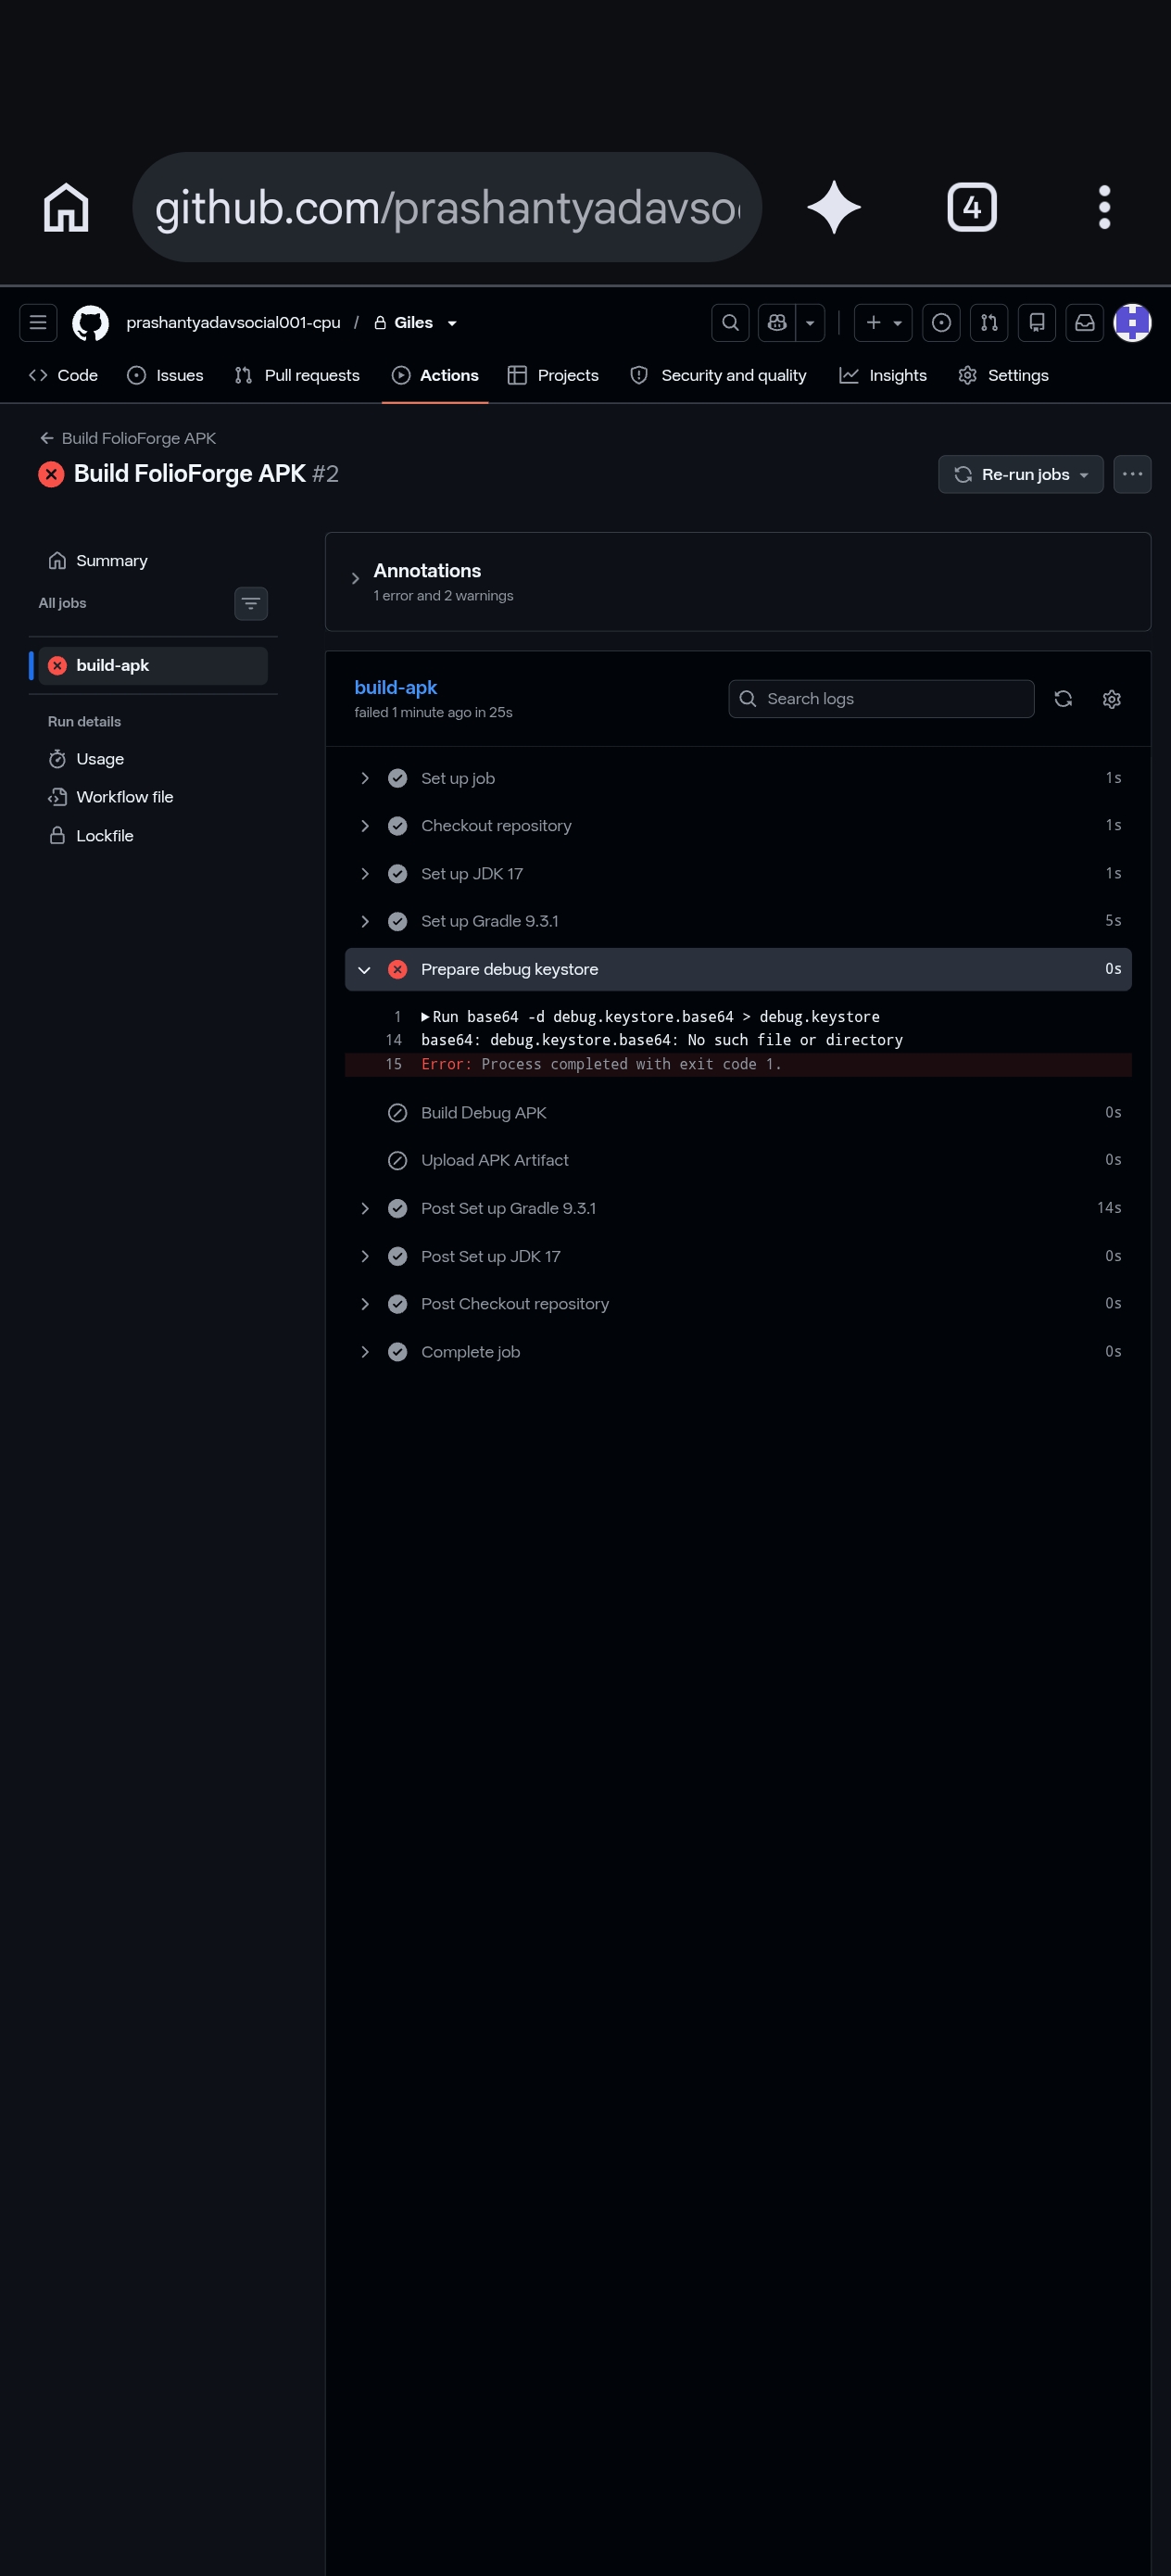 github.com/prashantyadavso
4
prashantyadavsocial001-cpu / Giles
Code Issues Pull requests Actions Projects Security and quality Insights Settings
Build FolioForge APK
Build FolioForge APK #2
Re-run jobs
Summary
All jobs
build-apk
Run details
Usage
Workflow file
Lockfile
Annotations
1 error and 2 warnings
build-apk
failed 1 minute ago in 25s
Search logs
Set up job 1s
Checkout repository 1s
Set up JDK 17 1s
Set up Gradle 9.3.1 5s
Prepare debug keystore 0s
1 Run base64 -d debug.keystore.base64 > debug.keystore
14 base64: debug.keystore.base64: No such file or directory
15 Error: Process completed with exit code 1.
Build Debug APK 0s
Upload APK Artifact 0s
Post Set up Gradle 9.3.1 14s
Post Set up JDK 17 0s
Post Checkout repository 0s
Complete job 0s